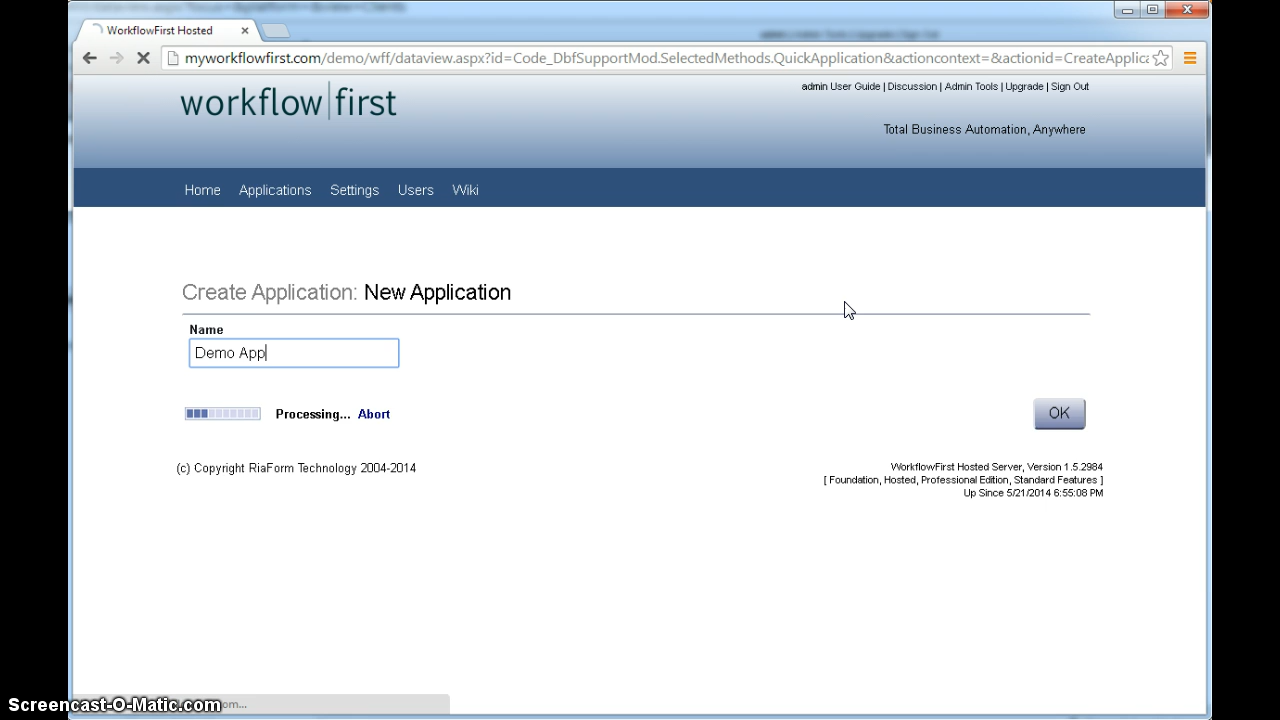 WorkflowFirst Hosted
myworkflowfirst.com/demo/wff/dataview.aspx?id=Code_DbfSupportMod.SelectedMethods.QuickApplication&actioncontext=&actionid=CreateApplica
workflow|first
admin User Guide | Discussion | Admin Tools | Upgrade | Sign Out
Total Business Automation, Anywhere
Home Applications Settings Users Wiki
Create Application: New Application
Name
Demo App
Processing... Abort
OK
(c) Copyright RiaForm Technology 2004-2014
WorkflowFirst Hosted Server, Version 1.5.2984
[ Foundation, Hosted, Professional Edition, Standard Features ]
Up Since 5/21/2014 6:55:08 PM
Screencast-O-Matic.com om...